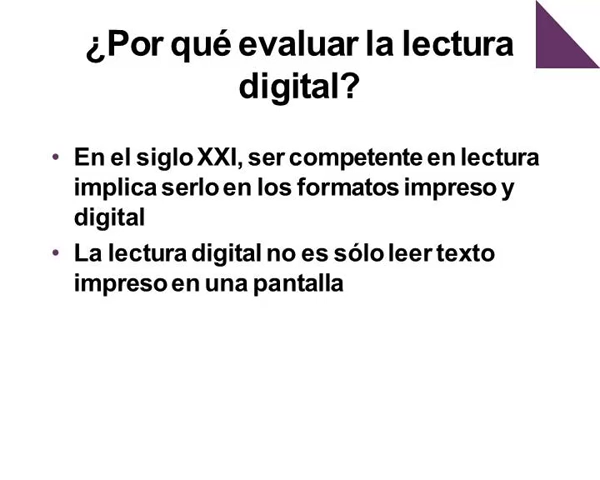 ¿Por qué evaluar la lectura
digital?
• En el siglo XXI, ser competente en lectura
implica serlo en los formatos impreso y
digital
• La lectura digital no es sólo leer texto
impreso en una pantalla